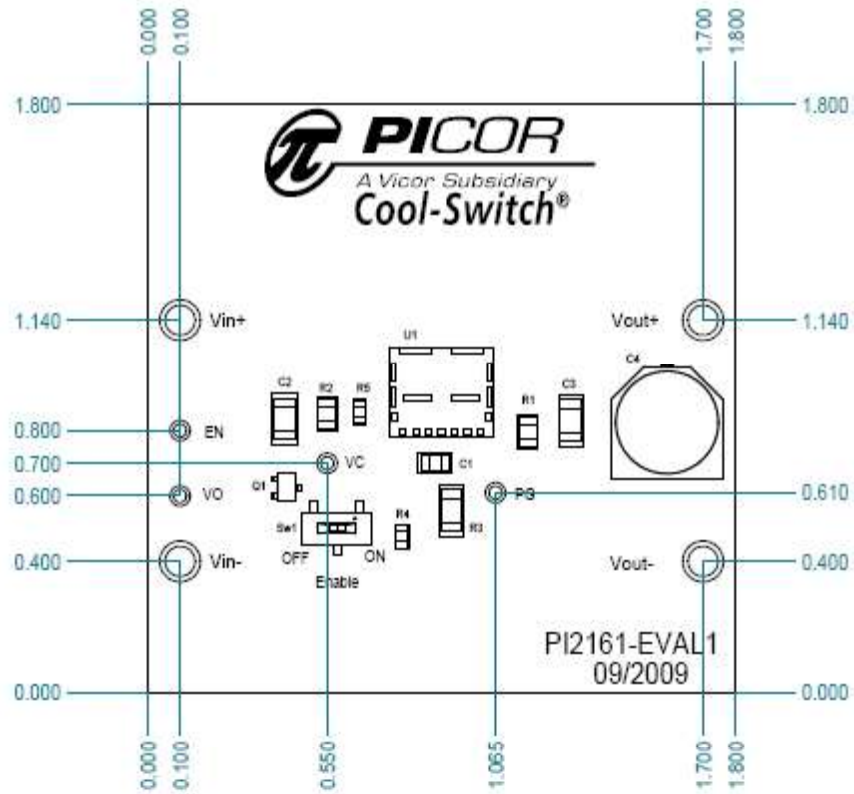 0.000
0.100
1.700
1.800
1.800
1.800
π PICOR
A Vicor Subsidiary
Cool-Switch®
1.140 Vin+ Vout+ 1.140
U1
C4
C2 R2 R5 R1 C3
0.800 EN
0.700 VC C1
0.600 Q1 VO PG 0.610
Sw1 R4 R3
OFF ON
0.400 Vin- Vout- 0.400
Enable
PI2161-EVAL1
09/2009
0.000 0.000
0.000
0.100
0.550
1.065
1.700
1.800